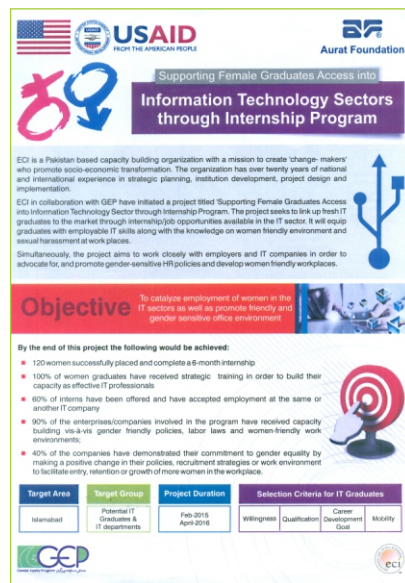 USAID
FROM THE AMERICAN PEOPLE
Aurat Foundation
Supporting Female Graduates Access into
Information Technology Sectors
through Internship Program
ECI is a Pakistan based capacity building organization with a mission to create 'change- makers'
who promote socio-economic transformation. The organization has over twenty years of national
and international experience in strategic planning, institution development, project design and
implementation.
ECI in collaboration with GEP have initiated a project titled 'Supporting Female Graduates Access
into Information Technology Sector through Internship Program. The project seeks to link up fresh IT
graduates to the market through internship/job opportunities available in the IT sector. It will equip
graduates with employable IT skills along with the knowledge on women friendly environment and
sexual harassment at work places.
Simultaneously, the project aims to work closely with employers and IT companies in order to
advocate for, and promote gender-sensitive HR policies and develop women friendly workplaces.
Objective
To catalyze employment of women in the
IT sectors as well as promote friendly and
gender sensitive office environment
By the end of this project the following would be achieved:
120 women successfully placed and complete a 6-month internship
100% of women graduates have received strategic training in order to build their
capacity as effective IT professionals
60% of interns have been offered and have accepted employment at the same or
another IT company
90% of the enterprises/companies involved in the program have received capacity
building vis-à-vis gender friendly policies, labor laws and women-friendly work
environments;
40% of the companies have demonstrated their commitment to gender equality by
making a positive change in their policies, recruitment strategies or work environment
to facilitate entry, retention or growth of more women in the workplace.
Target Area
Target Group
Project Duration
Selection Criteria for IT Graduates
Islamabad
Potential IT
Graduates &
IT departments
Feb-2015
April-2016
Willingness
Qualification
Career
Development
Goal
Mobility
GEP
Gender Equity Program
eci